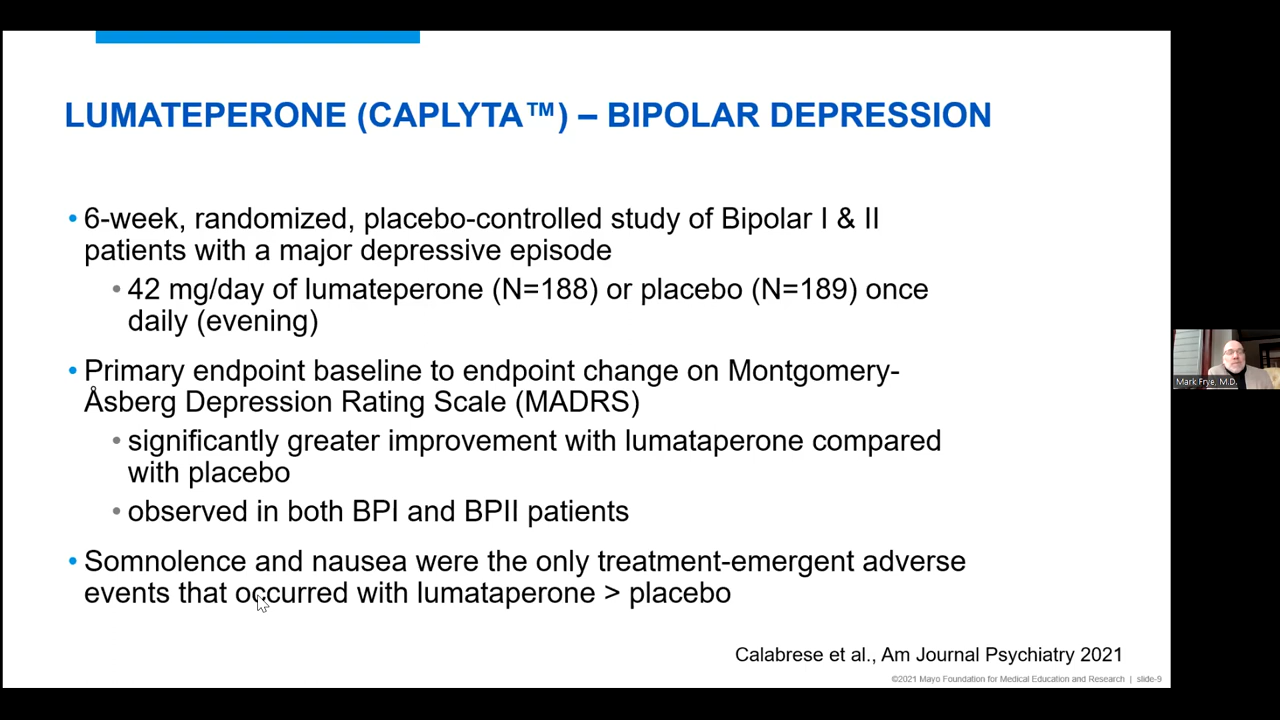 LUMATEPERONE (CAPLYTA™) – BIPOLAR DEPRESSION
• 6-week, randomized, placebo-controlled study of Bipolar I & II
patients with a major depressive episode
• 42 mg/day of lumateperone (N=188) or placebo (N=189) once
daily (evening)
• Primary endpoint baseline to endpoint change on Montgomery-
Åsberg Depression Rating Scale (MADRS)
• significantly greater improvement with lumataperone compared
with placebo
• observed in both BPI and BPII patients
• Somnolence and nausea were the only treatment-emergent adverse
events that occurred with lumataperone > placebo
Calabrese et al., Am Journal Psychiatry 2021
©2021 Mayo Foundation for Medical Education and Research | slide-9
Mark Frye, M.D.